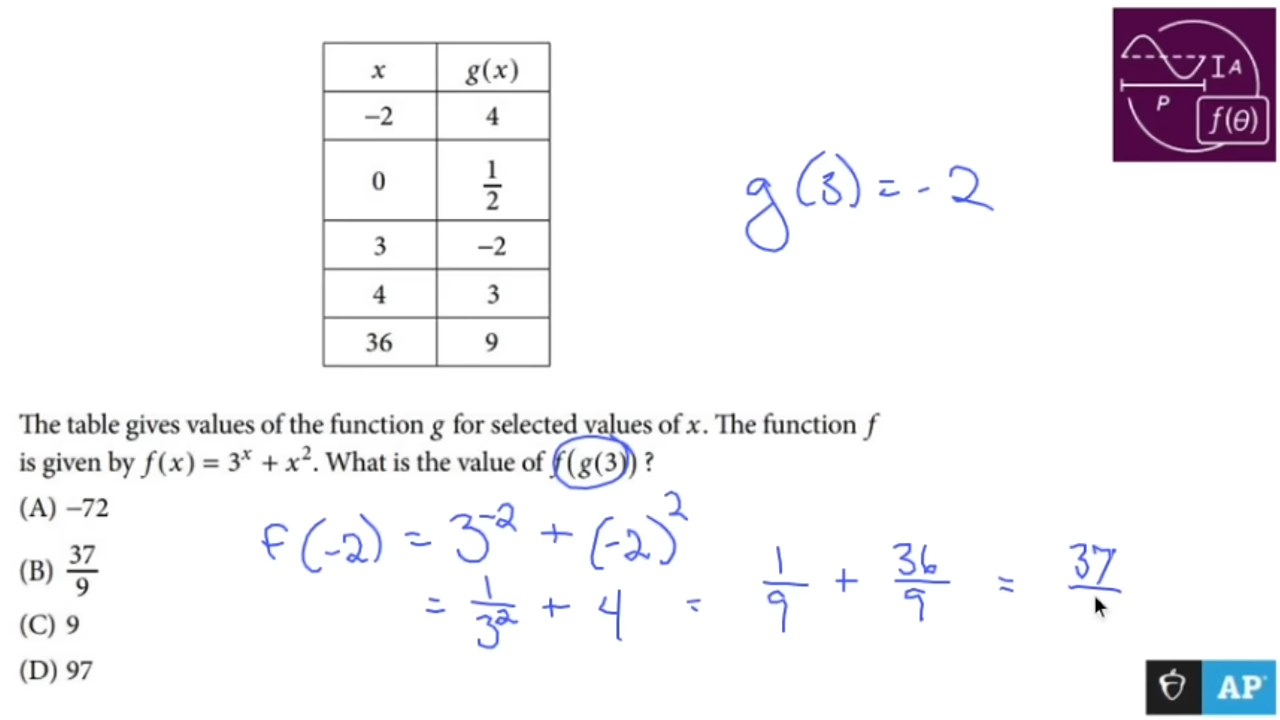 x g(x)
-2 4
0 1/2
3 -2
4 3
36 9
I A
P
f(θ)
g(3) = -2
The table gives values of the function g for selected values of x. The function f
is given by f(x) = 3^x + x^2. What is the value of f(g(3))?
(A) -72
(B) 37/9
(C) 9
(D) 97
F(-2) = 3^-2 + (-2)^2
= 1/3^2 + 4 = 1/9 + 36/9 = 37
AP